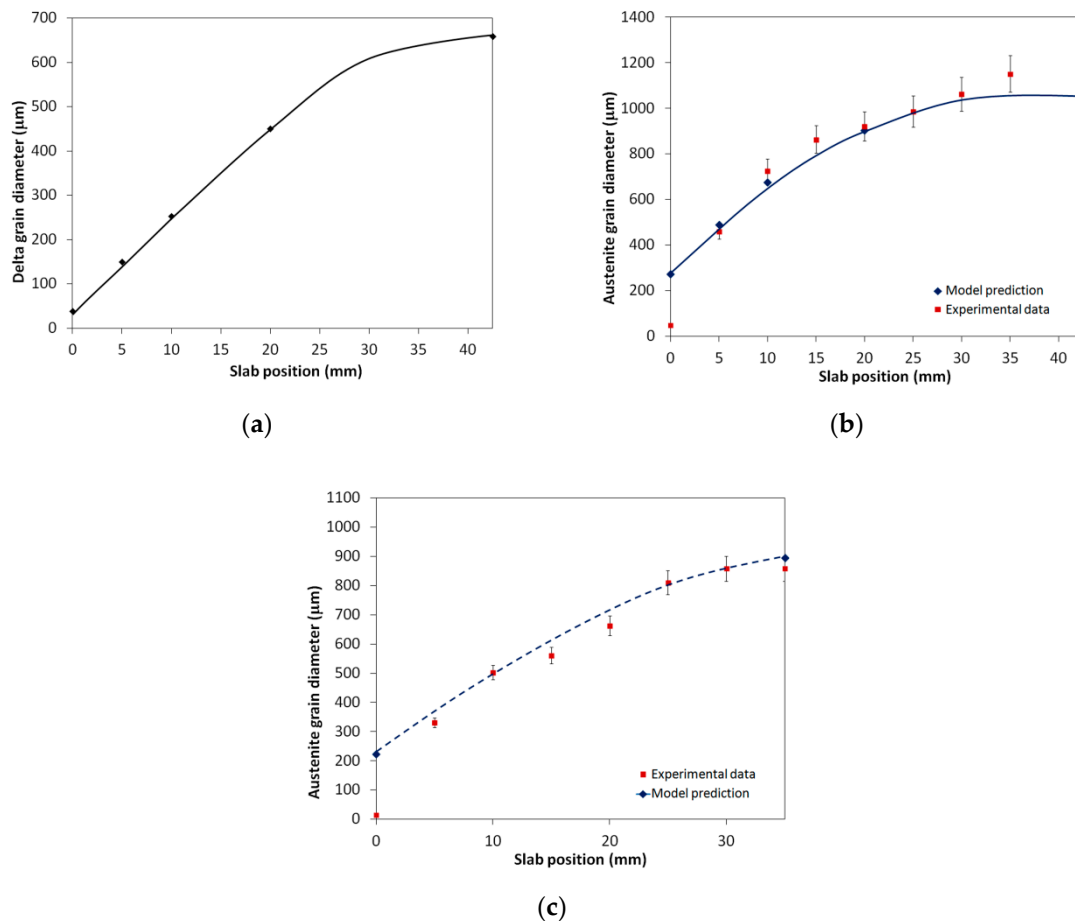 700
600
500
400
300
200
100
0
Delta grain diameter (µm)
0 5 10 15 20 25 30 35 40
Slab position (mm)
(a)
1400
1200
1000
800
600
400
200
0
Austenite grain diameter (µm)
Model prediction
Experimental data
0 5 10 15 20 25 30 35 40
Slab position (mm)
(b)
1100
1000
900
800
700
600
500
400
300
200
100
0
Austenite grain diameter (µm)
Experimental data
Model prediction
0 10 20 30
Slab position (mm)
(c)